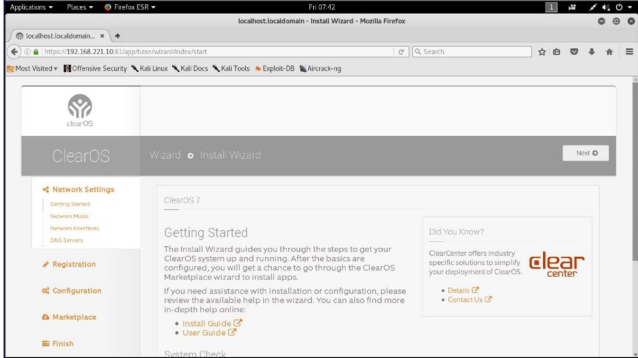 Applications Places Firefox ESR Fri 07:42 1
localhost.localdomain - Install Wizard - Mozilla Firefox
localhost.localdomain...
https://192.168.221.10:81/app/base/wizard/index/start Search
Most Visited Offensive Security Kali Linux Kali Docs Kali Tools Exploit-DB Aircrack-ng
clearOS
ClearOS Wizard Install Wizard Next
Network Settings
Getting Started
Network Mode
Network Interfaces
DNS Servers
Registration
Configuration
Marketplace
Finish
ClearOS 7
Getting Started
The Install Wizard guides you through the steps to get your
ClearOS system up and running. After the basics are
configured, you will get a chance to go through the ClearOS
Marketplace wizard to install apps.
If you need assistance with installation or configuration, please
review the available help in the wizard. You can also find more
in-depth help online:
Install Guide
User Guide
System Check
Did You Know?
ClearCenter offers industry
specific solutions to simplify
your deployment of ClearOS.
Details
Contact Us
clear
center